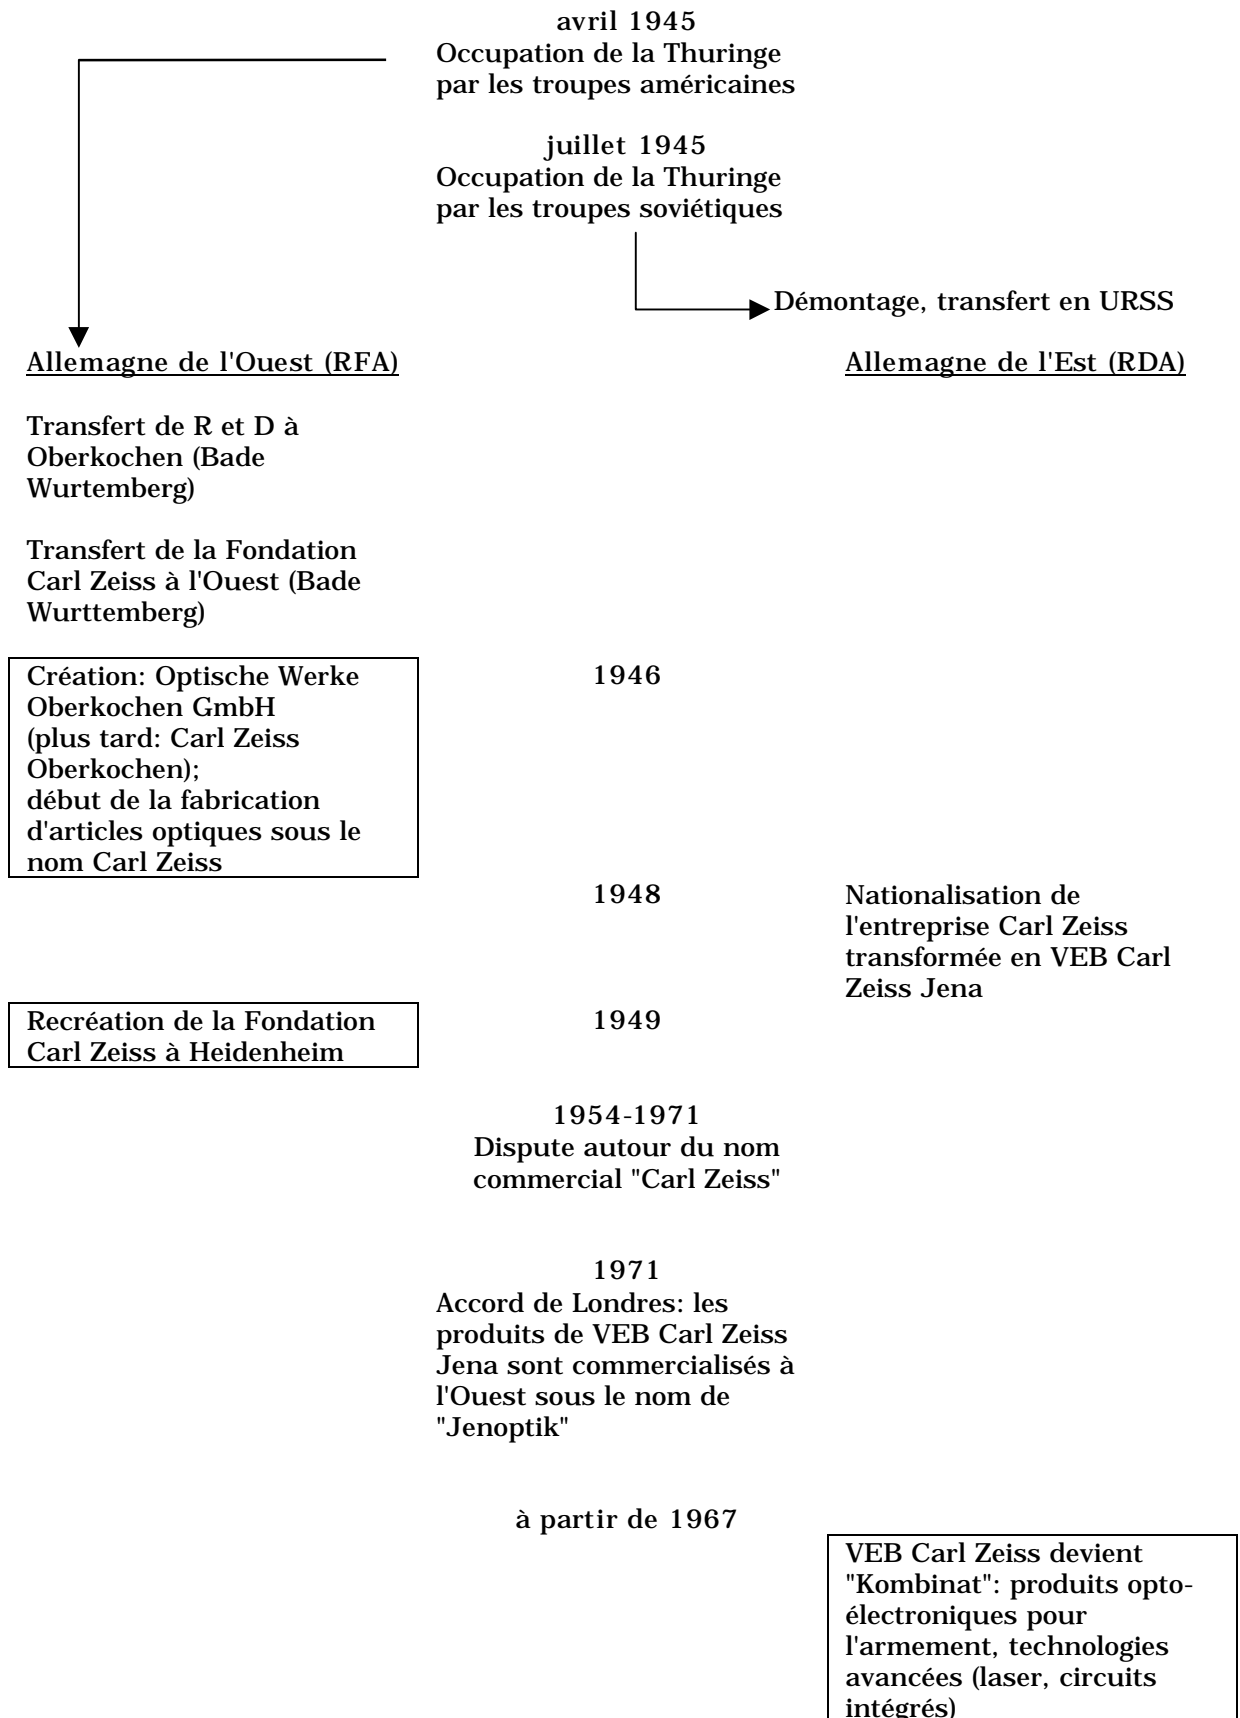 avril 1945
Occupation de la Thuringe
par les troupes américaines
juillet 1945
Occupation de la Thuringe
par les troupes soviétiques
Démontage, transfert en URSS
Allemagne de l'Ouest (RFA)
Allemagne de l'Est (RDA)
Transfert de R et D à
Oberkochen (Bade
Wurtemberg)
Transfert de la Fondation
Carl Zeiss à l'Ouest (Bade
Wurttemberg)
Création: Optische Werke
Oberkochen GmbH
(plus tard: Carl Zeiss
Oberkochen);
début de la fabrication
d'articles optiques sous le
nom Carl Zeiss
1946
1948
Nationalisation de
l'entreprise Carl Zeiss
transformée en VEB Carl
Zeiss Jena
Recréation de la Fondation
Carl Zeiss à Heidenheim
1949
1954-1971
Dispute autour du nom
commercial "Carl Zeiss"
1971
Accord de Londres: les
produits de VEB Carl Zeiss
Jena sont commercialisés à
l'Ouest sous le nom de
"Jenoptik"
à partir de 1967
VEB Carl Zeiss devient
"Kombinat": produits opto-
électroniques pour
l'armement, technologies
avancées (laser, circuits
intégrés)